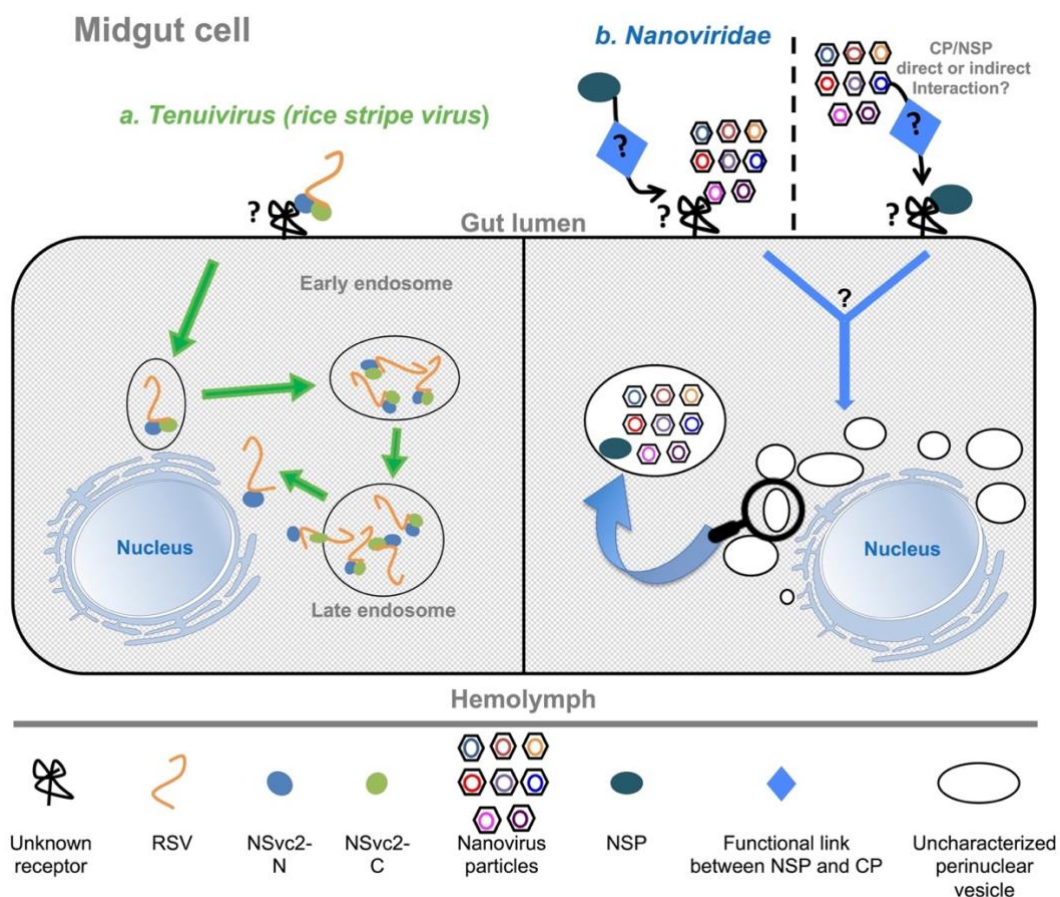 Midgut cell
a. Tenuivirus (rice stripe virus)
b. Nanoviridae
CP/NSP
direct or indirect
Interaction?
?
?
?
?
?
Gut lumen
Early endosome
?
Nucleus
Late endosome
Nucleus
Hemolymph
Unknown
receptor
RSV
NSvc2-
N
NSvc2-
C
Nanovirus
particles
NSP
Functional link
between NSP and CP
Uncharacterized
perinuclear
vesicle